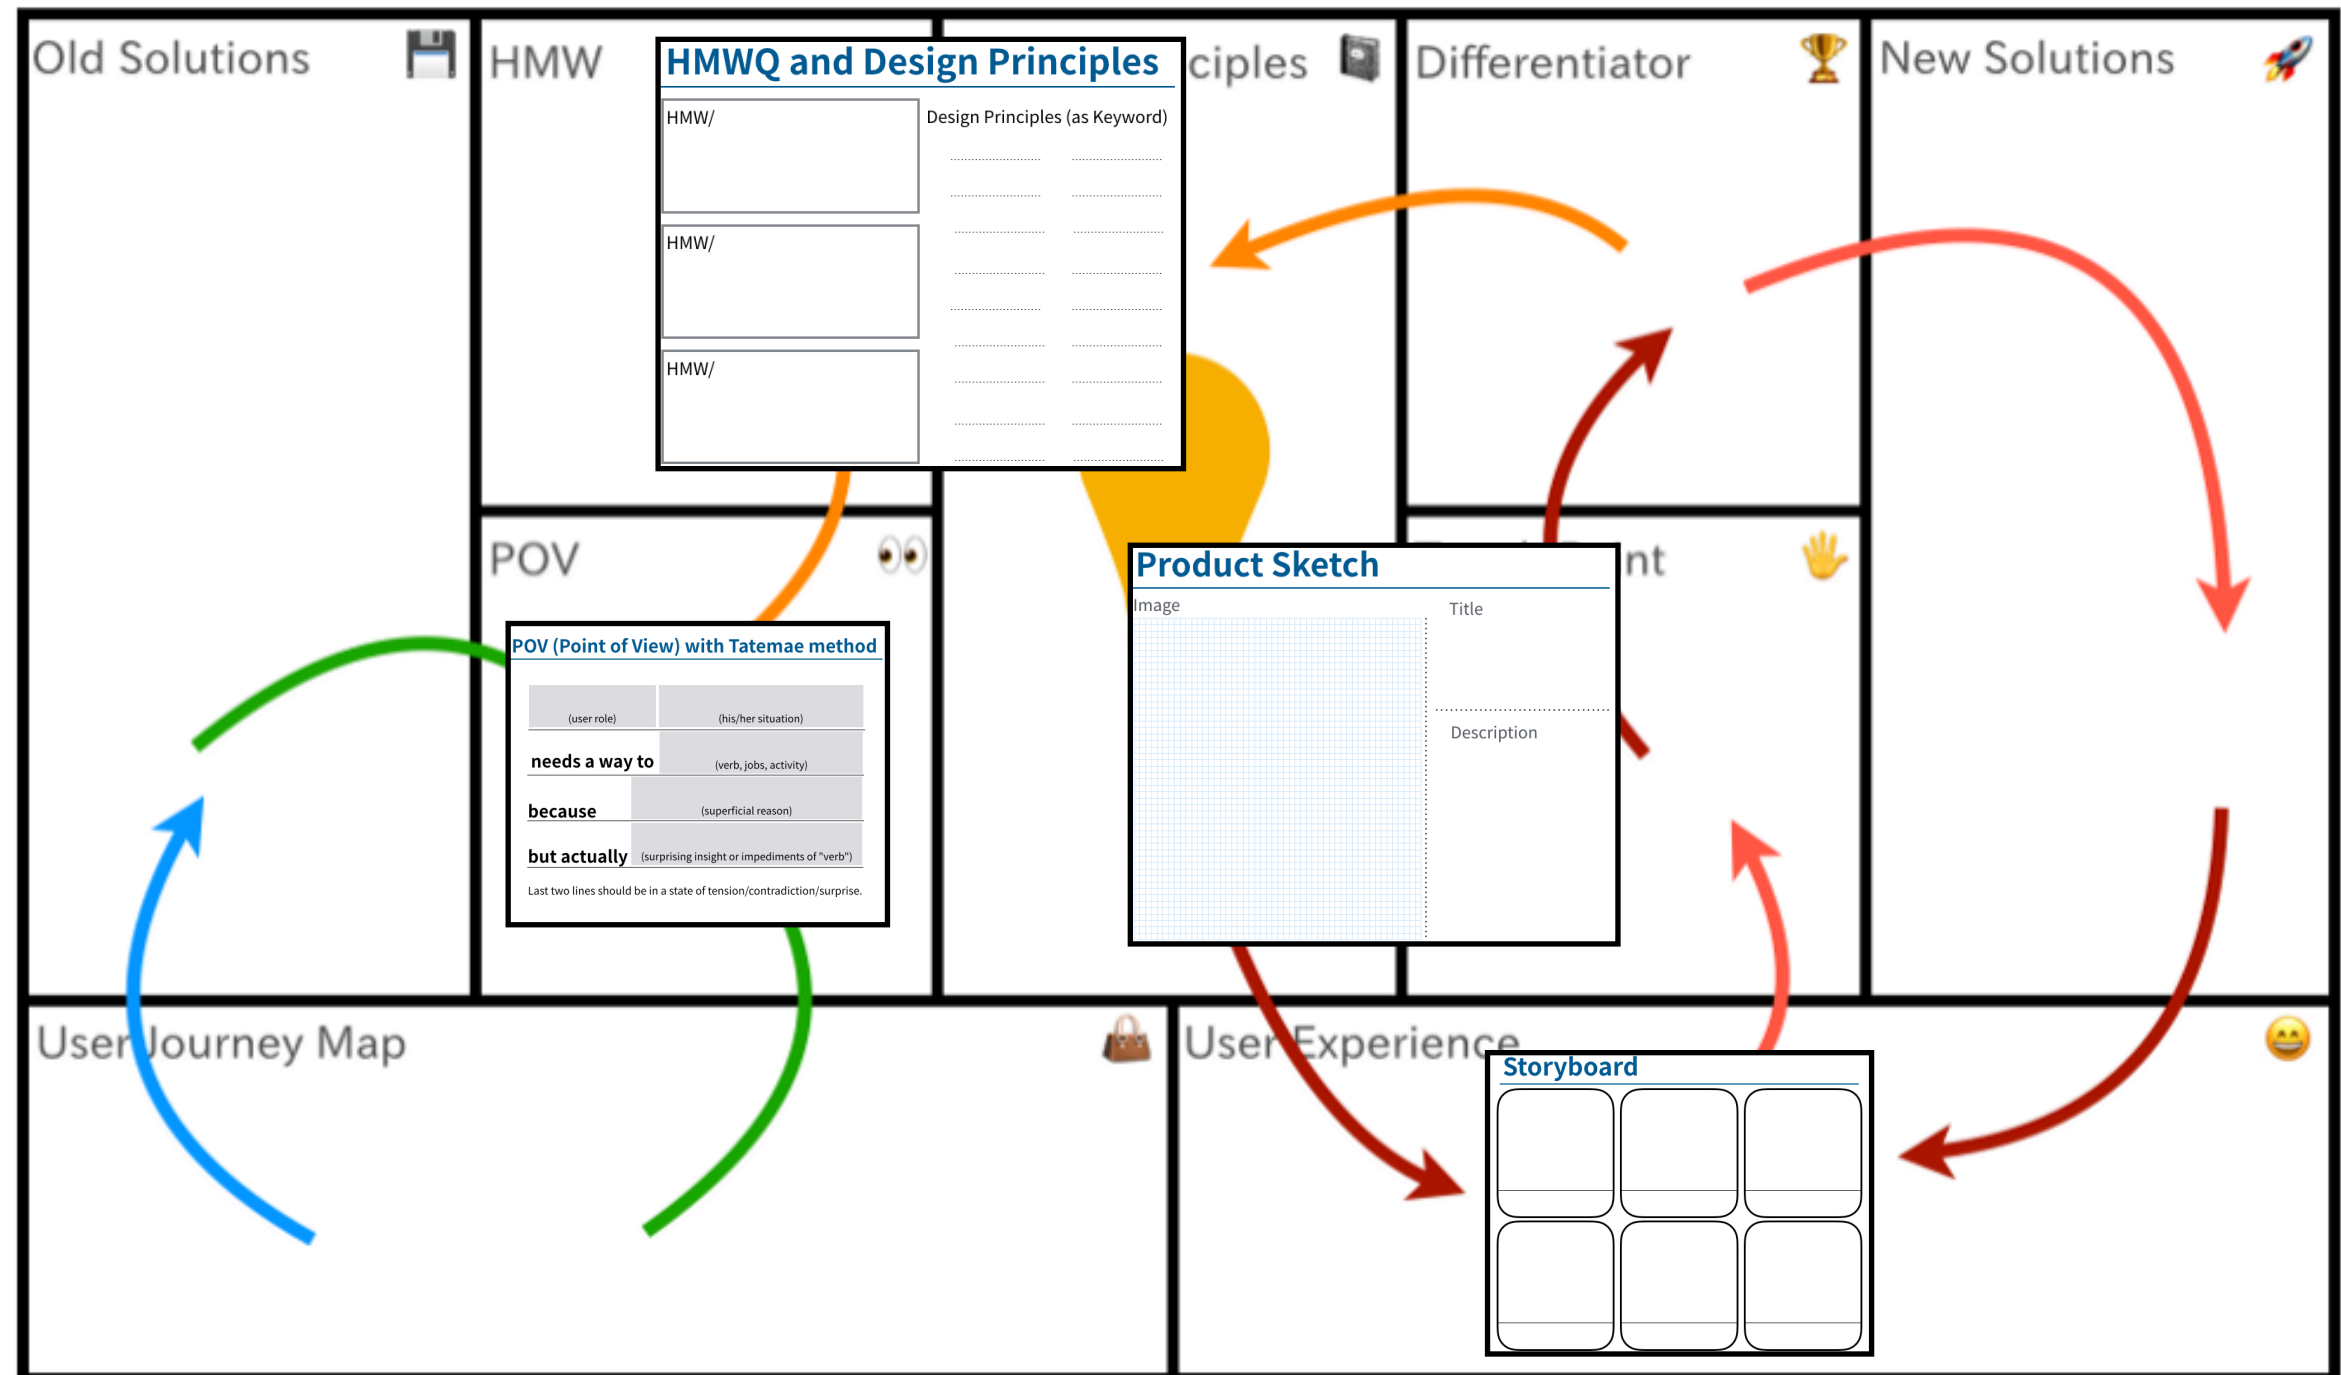 Old Solutions
HMW
ciples
Differentiator
New Solutions
HMWQ and Design Principles
HMW/
HMW/
HMW/
Design Principles (as Keyword)
POV
POV (Point of View) with Tatemae method
(user role)
(his/her situation)
needs a way to
(verb, jobs, activity)
because
(superficial reason)
but actually
(surprising insight or impediments of "verb")
Last two lines should be in a state of tension/contradiction/surprise.
nt
Product Sketch
Image
Title
Description
User Journey Map
User Experience
Storyboard